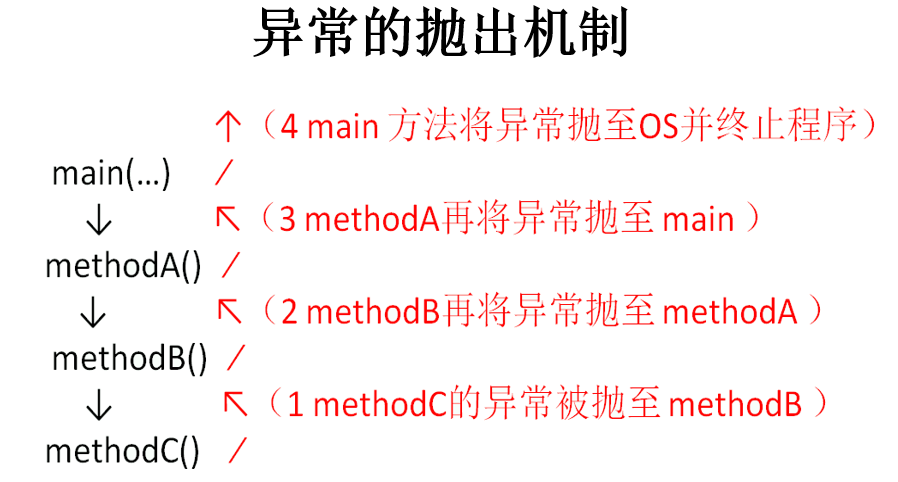 异常的抛出机制
↑（4 main 方法将异常抛至OS并终止程序）
main(...) /
↓ ↖（3 methodA再将异常抛至 main ）
methodA() /
↓ ↖（2 methodB再将异常抛至 methodA ）
methodB() /
↓ ↖（1 methodC的异常被抛至 methodB ）
methodC() /